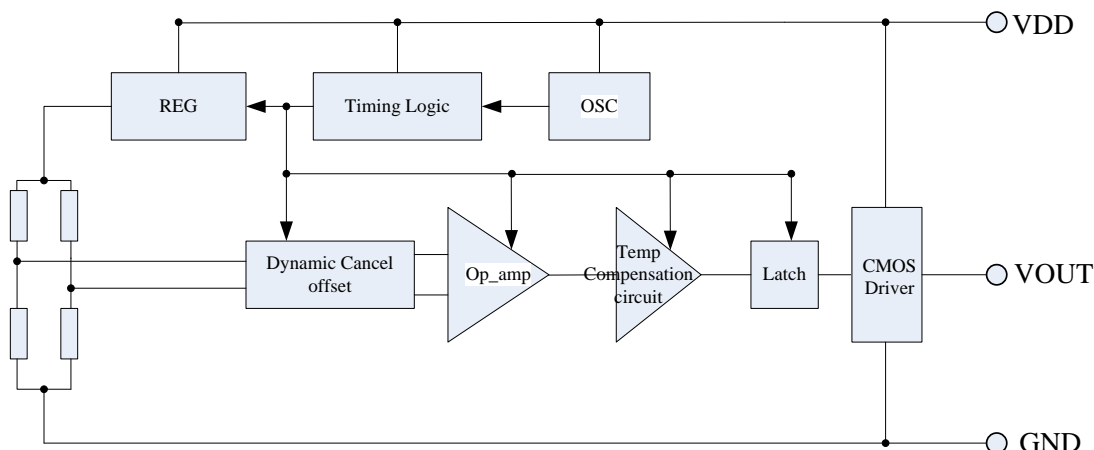 VDD
REG
Timing Logic
OSC
Dynamic Cancel
offset
Op_amp
Temp
Compensation
circuit
Latch
CMOS
Driver
VOUT
GND